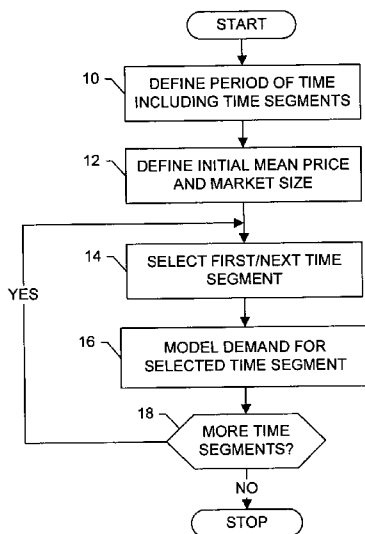 START
10
DEFINE PERIOD OF TIME
INCLUDING TIME SEGMENTS
12
DEFINE INITIAL MEAN PRICE
AND MARKET SIZE
14
SELECT FIRST/NEXT TIME
SEGMENT
YES
16
MODEL DEMAND FOR
SELECTED TIME SEGMENT
18
MORE TIME
SEGMENTS?
NO
STOP